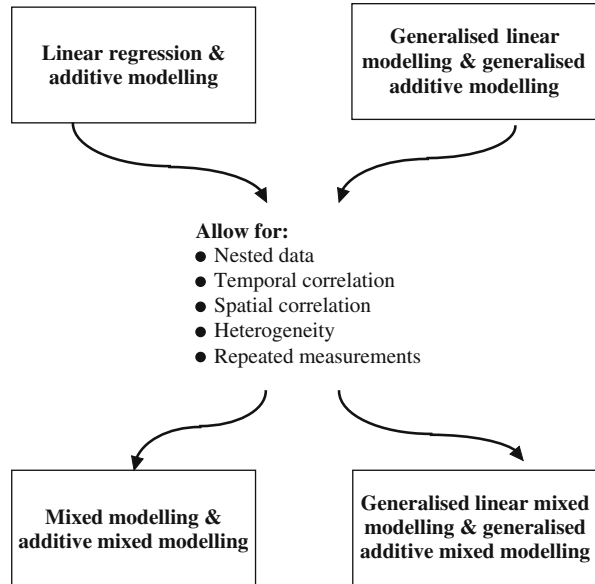 Linear regression &
additive modelling
Generalised linear
modelling & generalised
additive modelling
Allow for:
● Nested data
● Temporal correlation
● Spatial correlation
● Heterogeneity
● Repeated measurements
Mixed modelling &
additive mixed modelling
Generalised linear mixed
modelling & generalised
additive mixed modelling